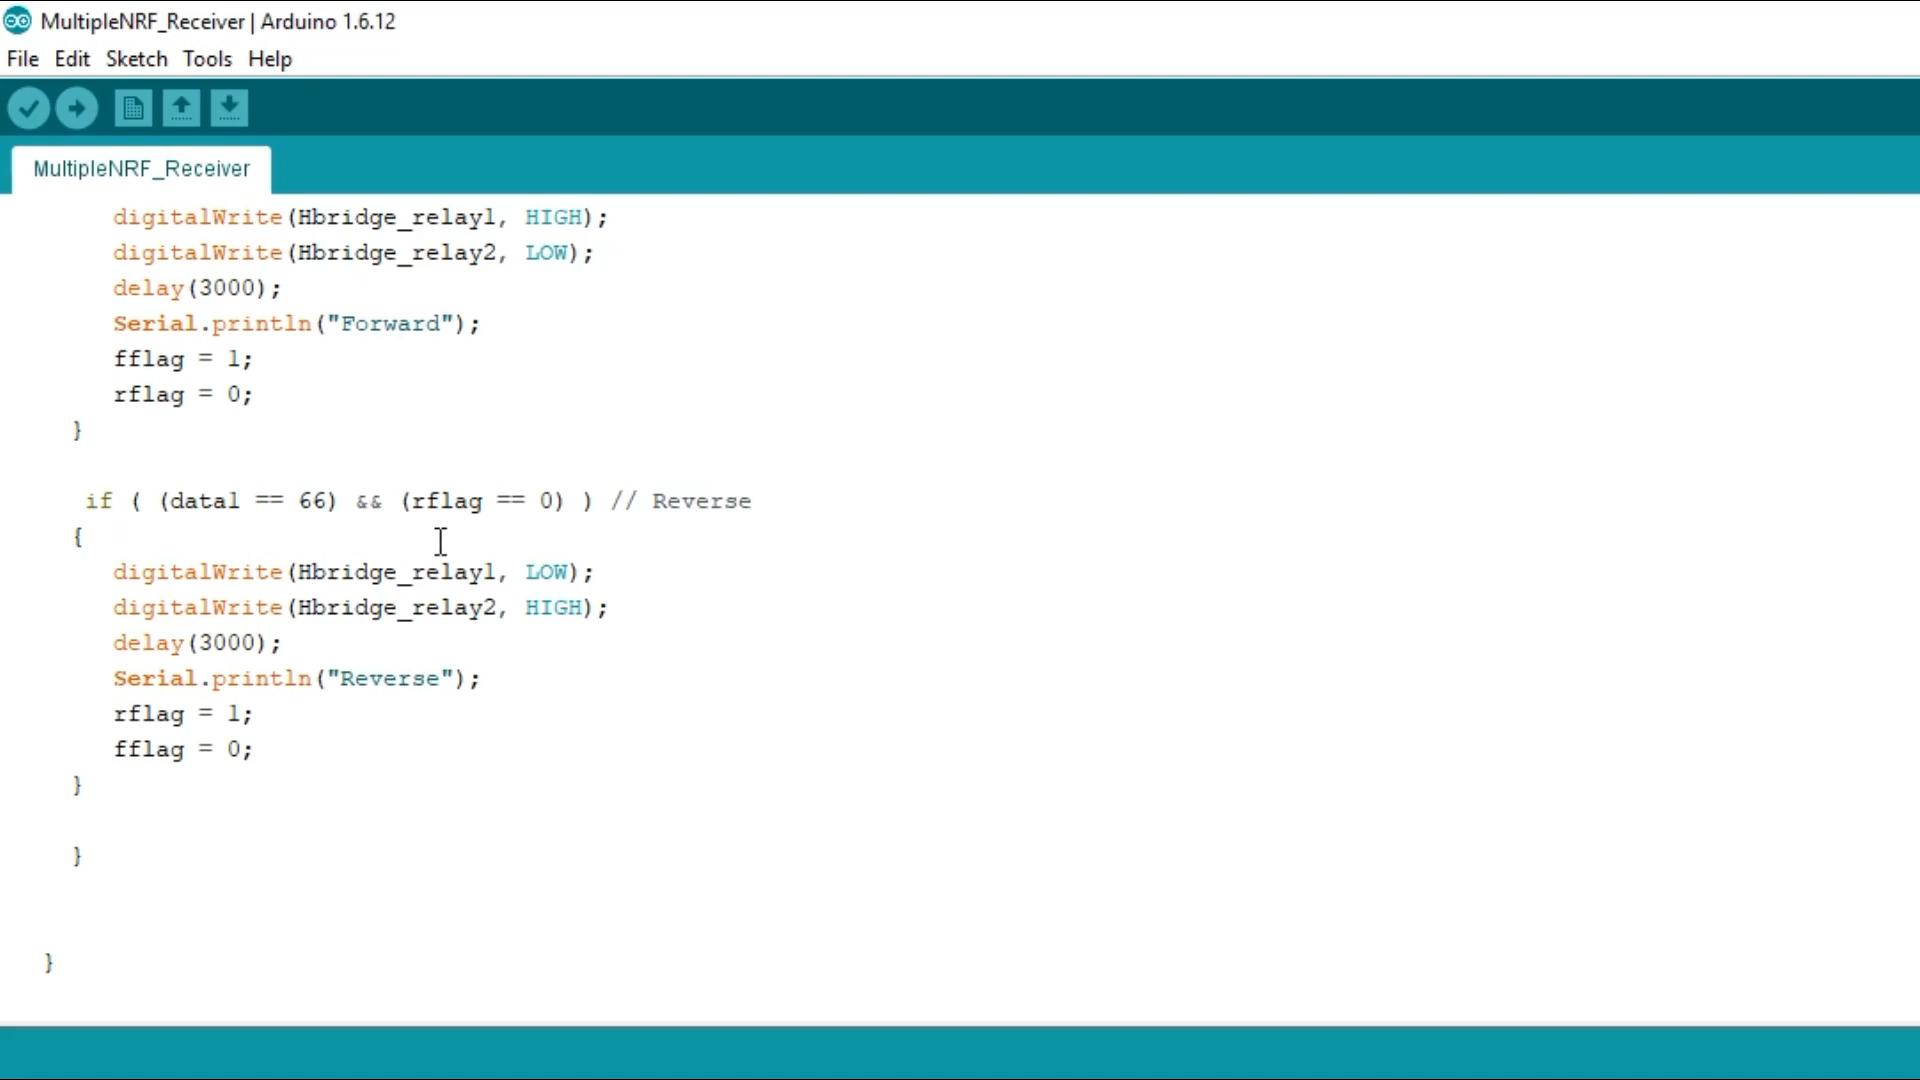 MultipleNRF_Receiver | Arduino 1.6.12
File Edit Sketch Tools Help
MultipleNRF_Receiver
digitalWrite(Hbridge_relay1, HIGH);
digitalWrite(Hbridge_relay2, LOW);
delay(3000);
Serial.println("Forward");
fflag = 1;
rflag = 0;
}
if ( (data1 == 66) && (rflag == 0) ) // Reverse
{
digitalWrite(Hbridge_relay1, LOW);
digitalWrite(Hbridge_relay2, HIGH);
delay(3000);
Serial.println("Reverse");
rflag = 1;
fflag = 0;
}
}
}